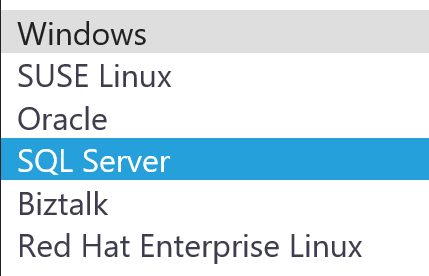 Windows
SUSE Linux
Oracle
SQL Server
Biztalk
Red Hat Enterprise Linux